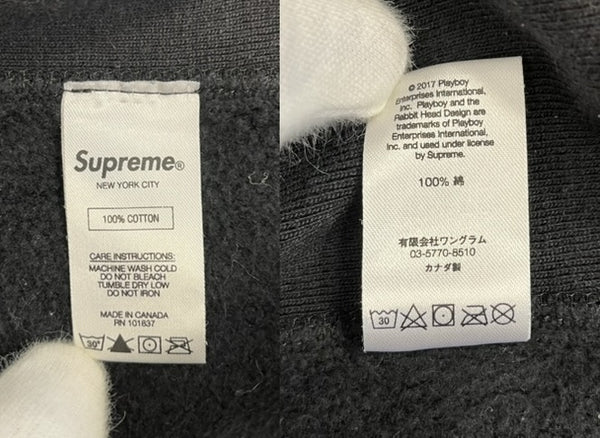 Supreme®
NEW YORK CITY
100% COTTON
CARE INSTRUCTIONS:
MACHINE WASH COLD
DO NOT BLEACH
TUMBLE DRY LOW
DO NOT IRON
MADE IN CANADA
RN 101837
30°
© 2017 Playboy
Enterprises International,
Inc. Playboy and the
Rabbit Head Design are
trademarks of Playboy
Enterprises International,
Inc. and used under license
by Supreme.
100% 綿
有限会社ワングラム
03-5770-8510
カナダ製
30